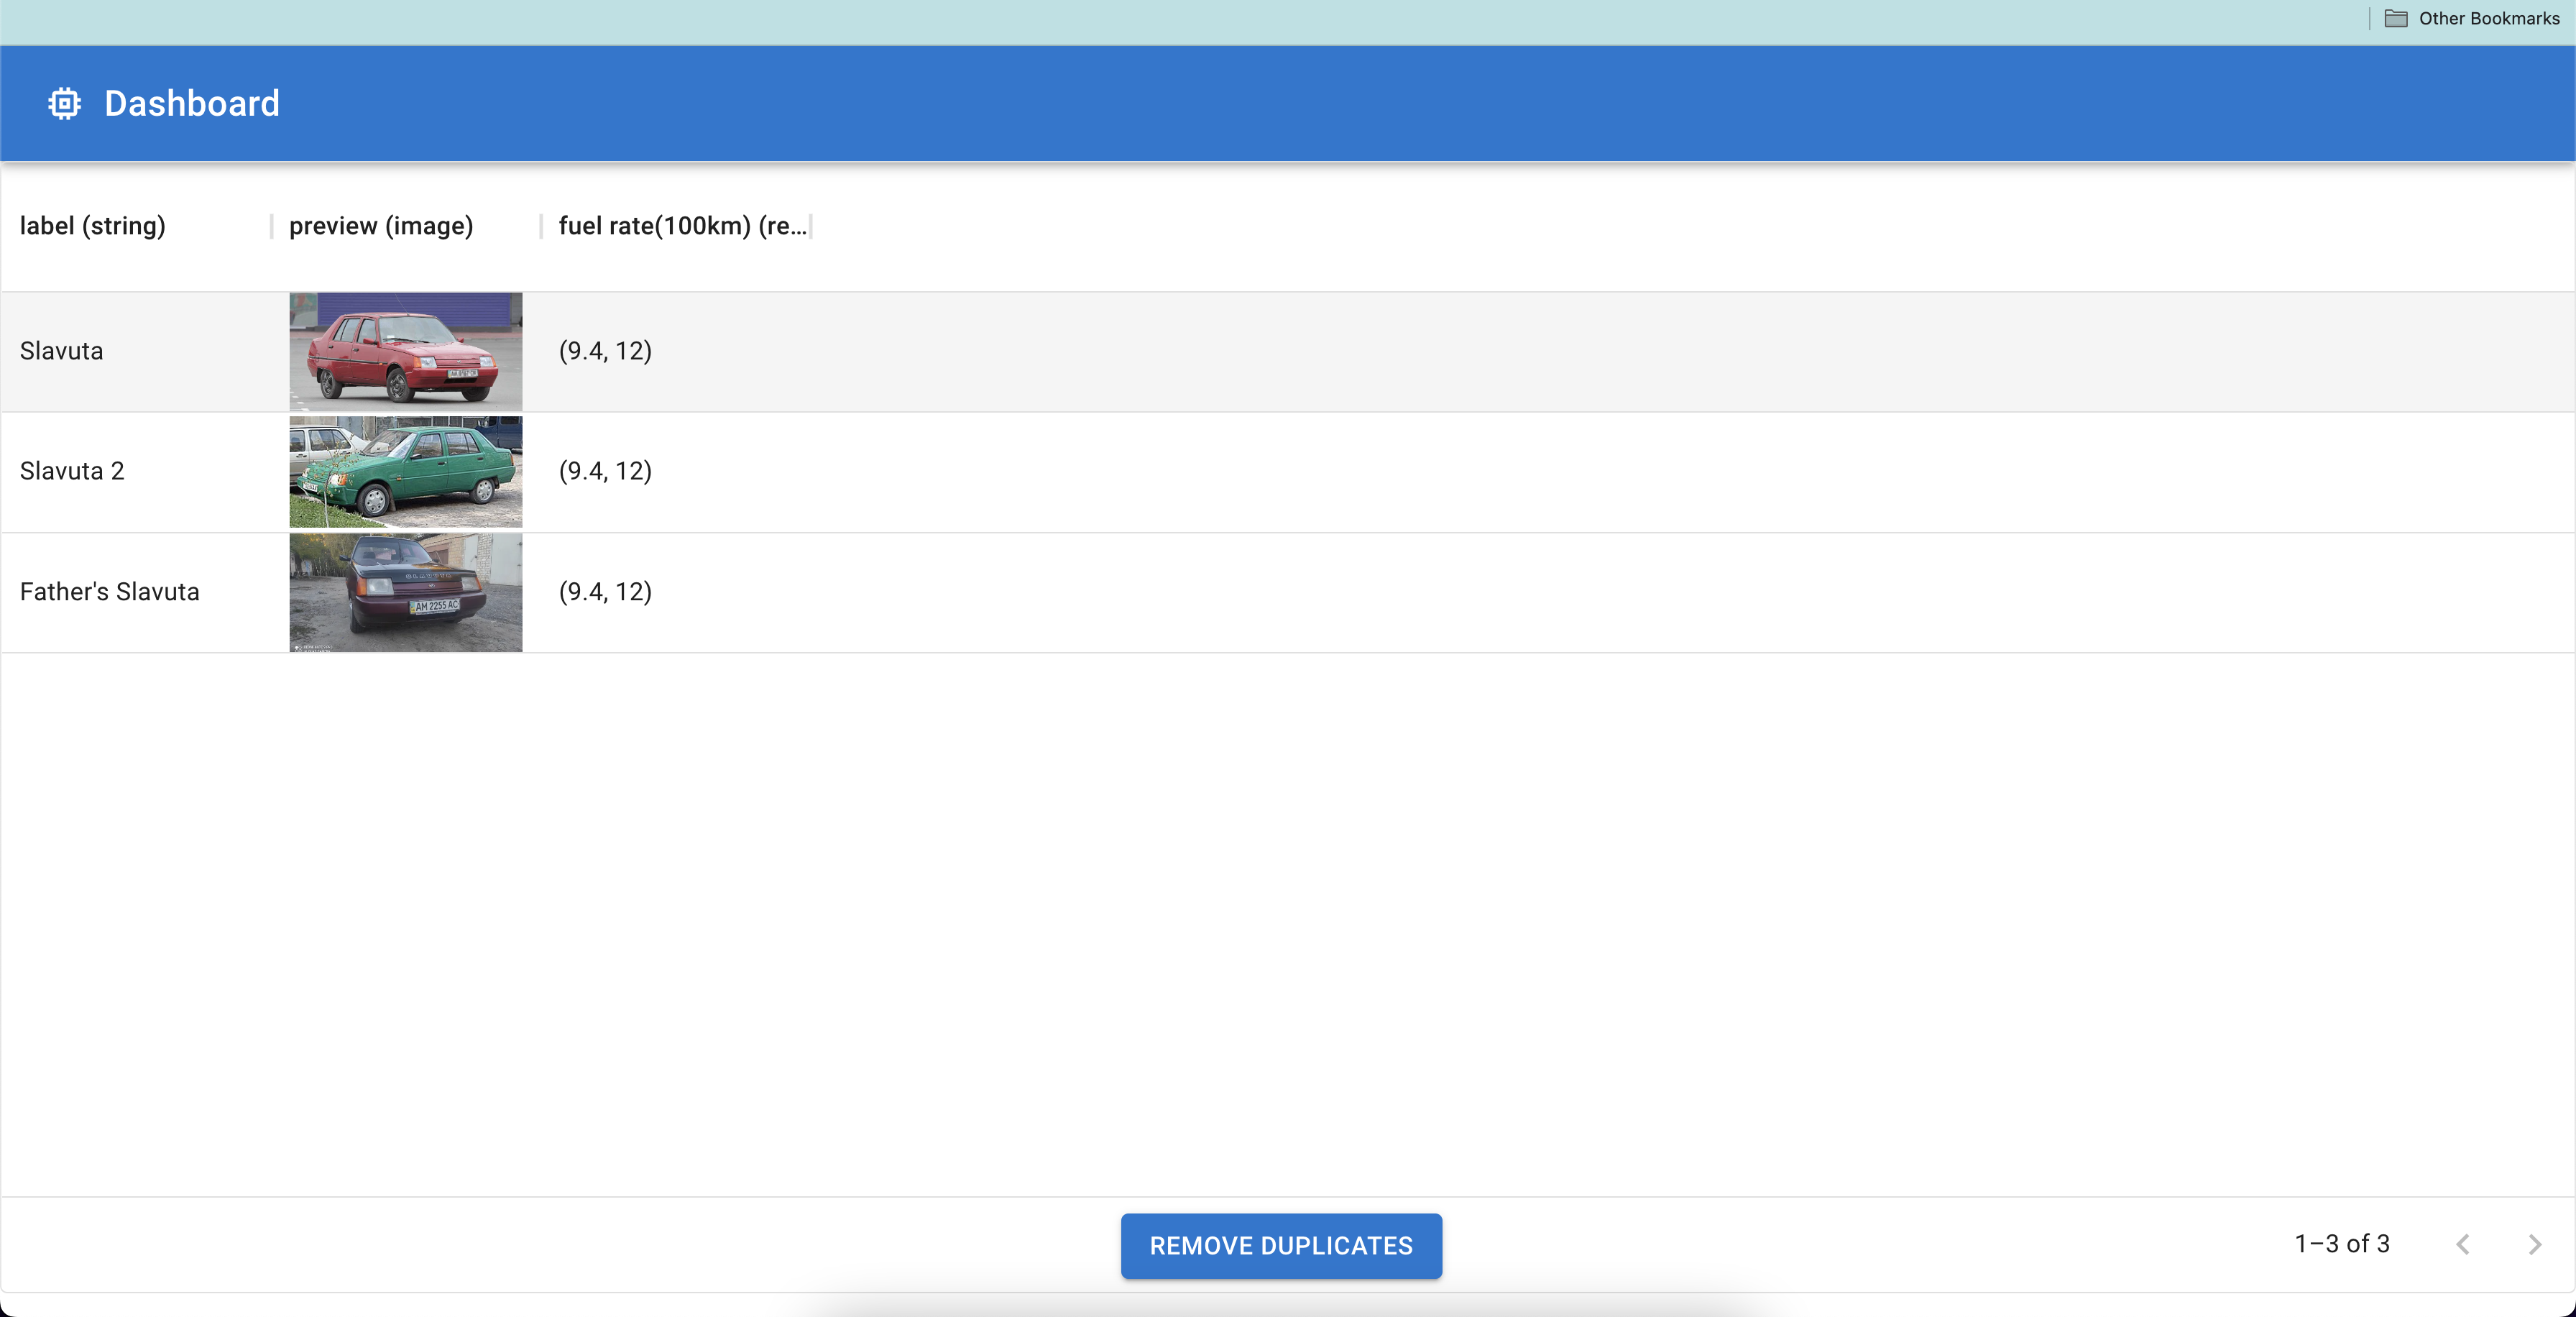 Other Bookmarks
Dashboard
label (string) preview (image) fuel rate(100km) (re...
Slavuta (9.4, 12)
Slavuta 2 (9.4, 12)
SLAVUTA
Father's Slavuta AM 2255 AC (9.4, 12)
REMOVE DUPLICATES 1–3 of 3